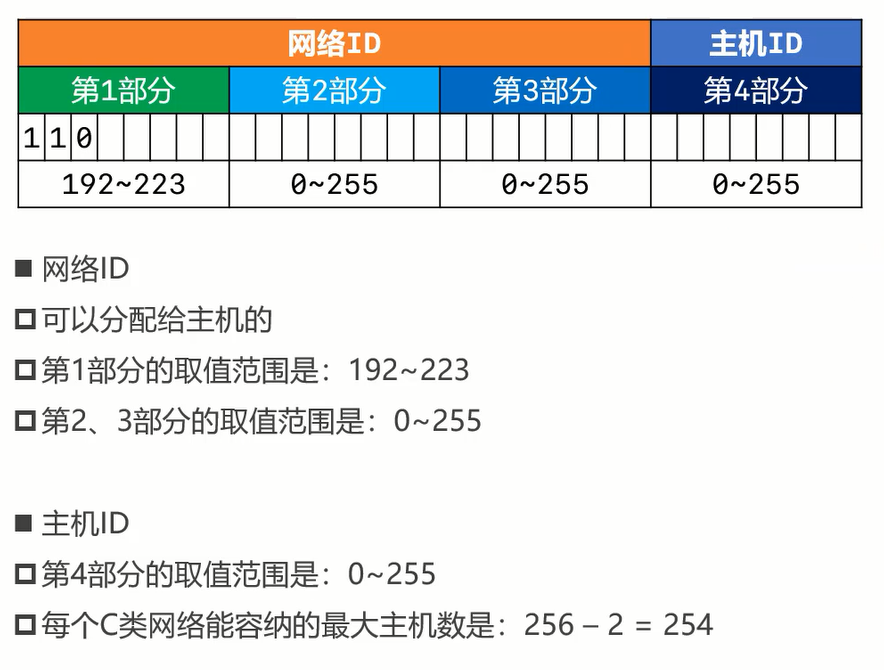 网络ID 主机ID
第1部分 第2部分 第3部分 第4部分
1 1 0
192~223 0~255 0~255 0~255
■ 网络ID
可以分配给主机的
第1部分的取值范围是：192~223
第2、3部分的取值范围是：0~255
■ 主机ID
第4部分的取值范围是：0~255
每个C类网络能容纳的最大主机数是：256 – 2 = 254